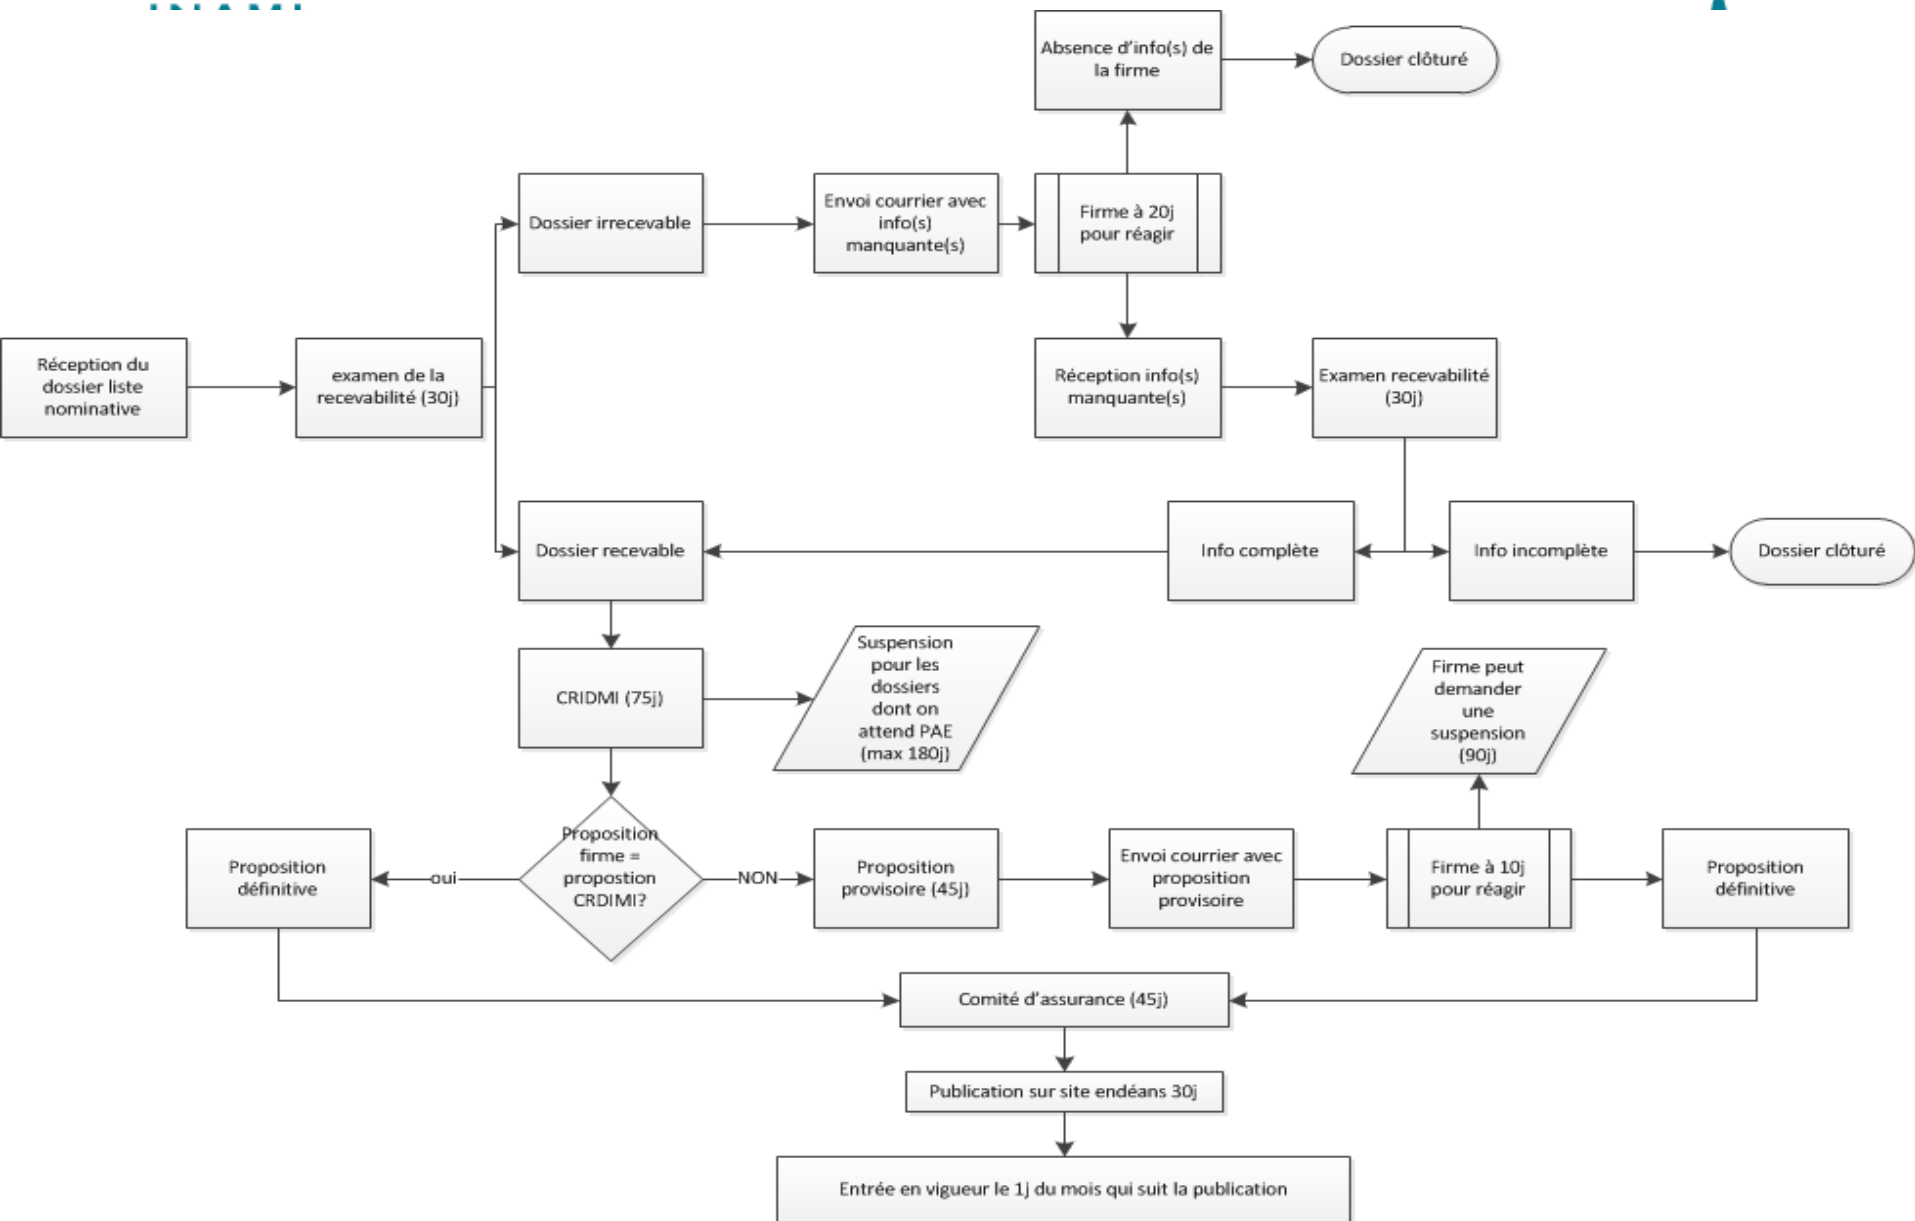 Absence d'info(s) de
la firme
Dossier clôturé
Dossier irrecevable
Envoi courrier avec
info(s)
manquante(s)
Firme à 20j
pour réagir
Réception du
dossier liste
nominative
examen de la
recevabilité (30j)
Réception info(s)
manquante(s)
Examen recevabilité
(30j)
Dossier recevable
Info complète
Info incomplète
Dossier clôturé
CRIDMI (75j)
Suspension
pour les
dossiers
dont on
attend PAE
(max 180j)
Firme peut
demander
une
suspension
(90j)
Proposition
définitive
oui
Proposition
firme =
propostion
CRDIMI?
NON
Proposition
provisoire (45j)
Envoi courrier avec
proposition
provisoire
Firme à 10j
pour réagir
Proposition
définitive
Comité d'assurance (45j)
Publication sur site endéans 30j
Entrée en vigueur le 1j du mois qui suit la publication